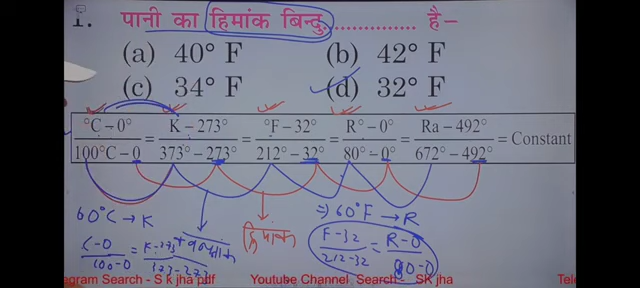 1. पानी का हिमांक बिन्दु .............. है–
(a) 40° F (b) 42° F
(c) 34° F (d) 32° F
°C – 0° / 100°C – 0 = K – 273° / 373° – 273° = °F – 32° / 212° – 32° = R° – 0° / 80° – 0° = Ra – 492° / 672° – 492° = Constant
60°C → K ⇒ 60°F → R
C-0 / 100-0 = K-273 / 373-273 हिमांक F-32 / 212-32 = R-0 / 80-0
egram Search - S k jha pdf Youtube Channel Search - SK jha Tele